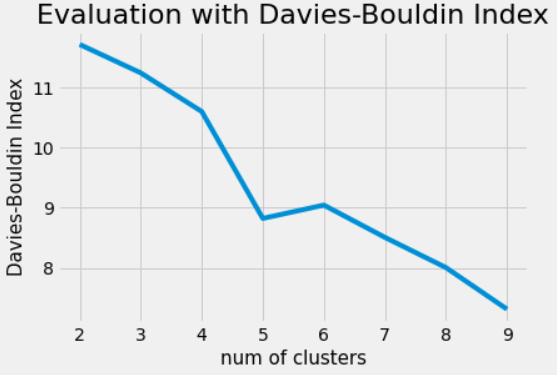 Evaluation with Davies-Bouldin Index
Davies-Bouldin Index
11
10
9
8
2 3 4 5 6 7 8 9
num of clusters